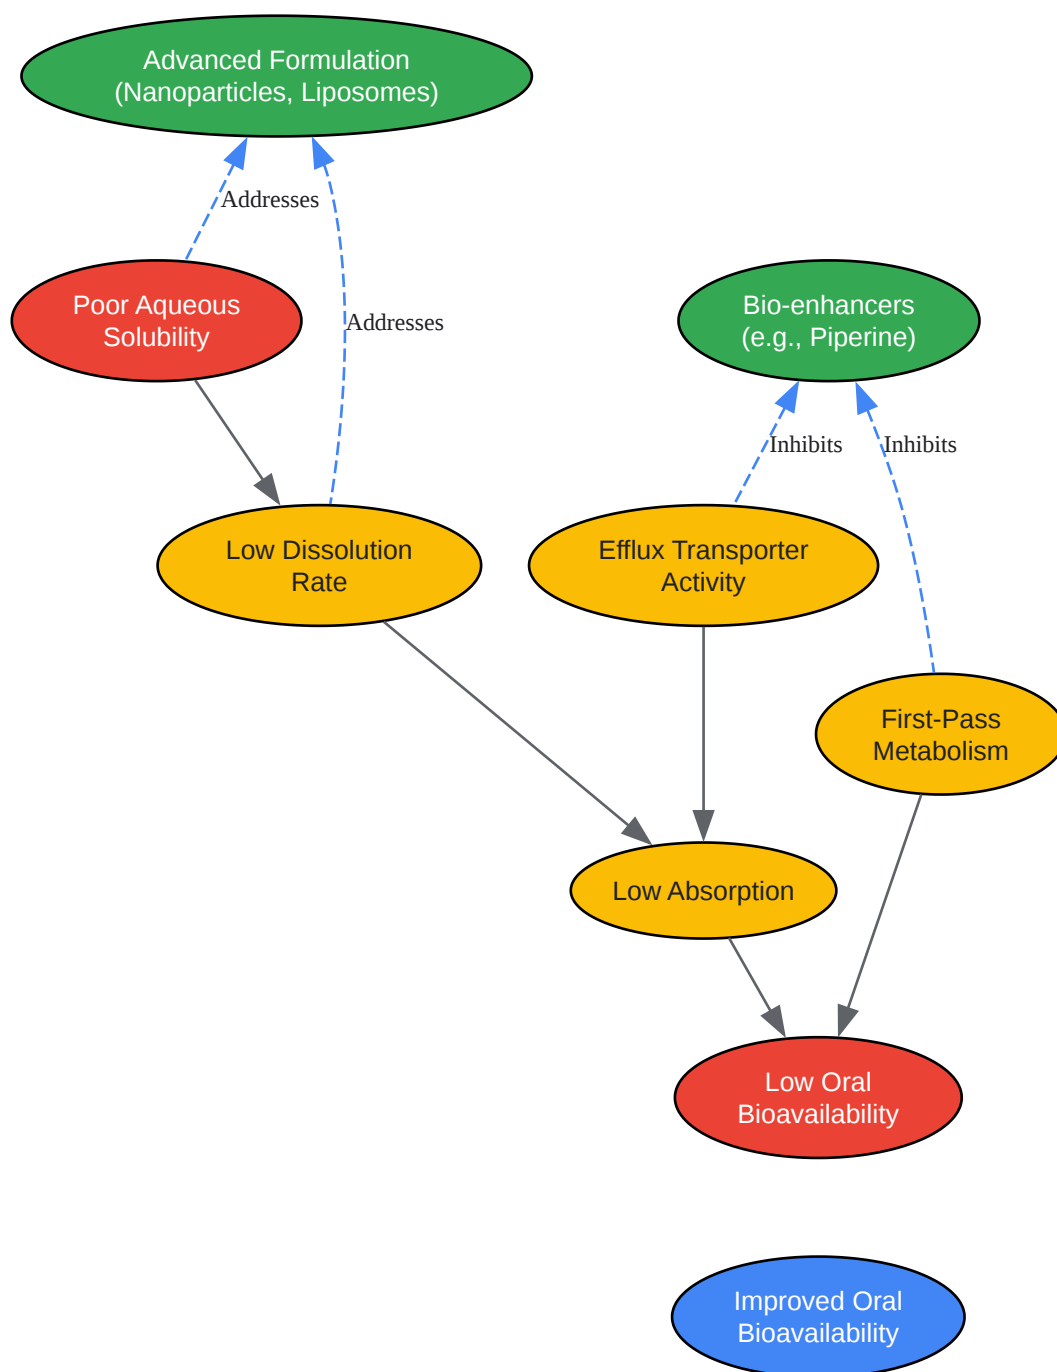 Advanced Formulation
(Nanoparticles, Liposomes)
Addresses
Poor Aqueous
Solubility
Addresses
Bio-enhancers
(e.g., Piperine)
Inhibits
Inhibits
Low Dissolution
Rate
Efflux Transporter
Activity
First-Pass
Metabolism
Low Absorption
Low Oral
Bioavailability
Improved Oral
Bioavailability